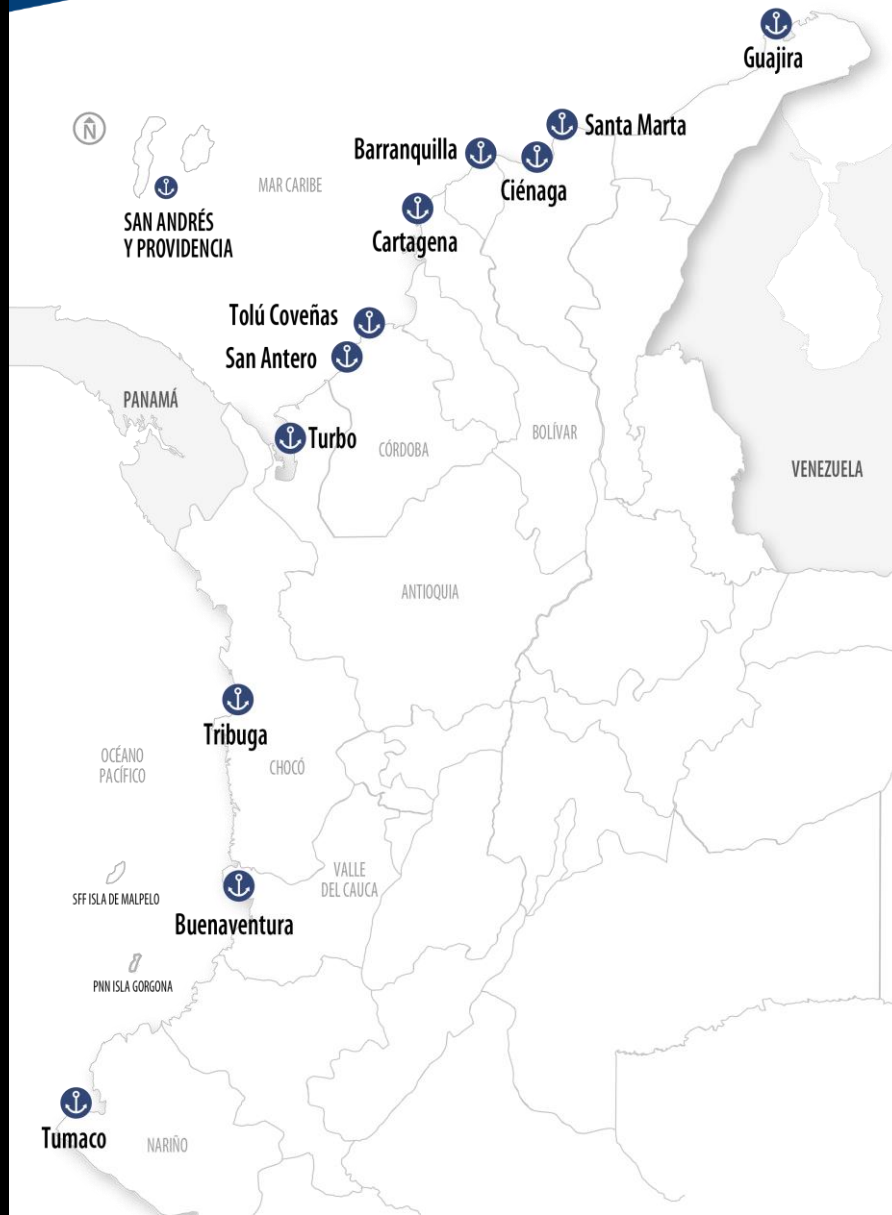 Guajira
Santa Marta
Barranquilla
Ciénaga
N
MAR CARIBE
SAN ANDRÉS
Y PROVIDENCIA
Cartagena
Tolú Coveñas
San Antero
PANAMÁ
Turbo
CÓRDOBA
BOLÍVAR
VENEZUELA
ANTIOQUIA
Tribuga
OCÉANO
PACÍFICO
CHOCÓ
VALLE
DEL CAUCA
SFF ISLA DE MALPELO
Buenaventura
PNN ISLA GORGONA
Tumaco
NARIÑO